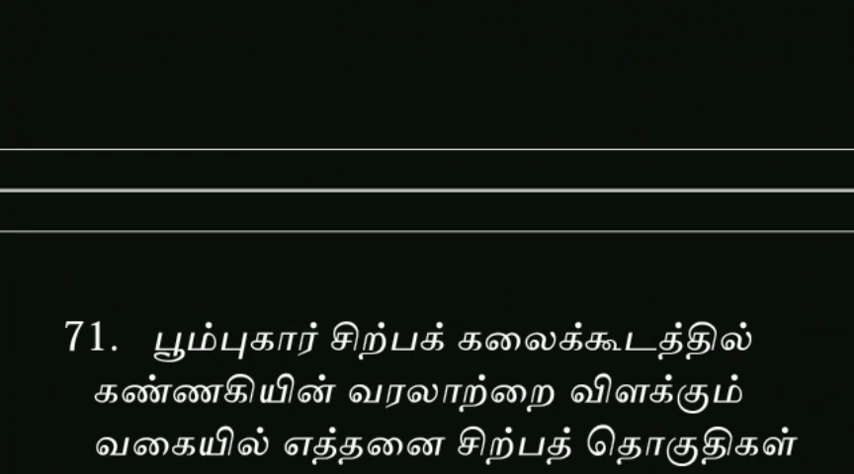 71. பூம்புகார் சிற்பக் கலைக்கூடத்தில்
கண்ணகியின் வரலாற்றை விளக்கும்
வகையில் எத்தனை சிற்பத் தொகுதிகள்